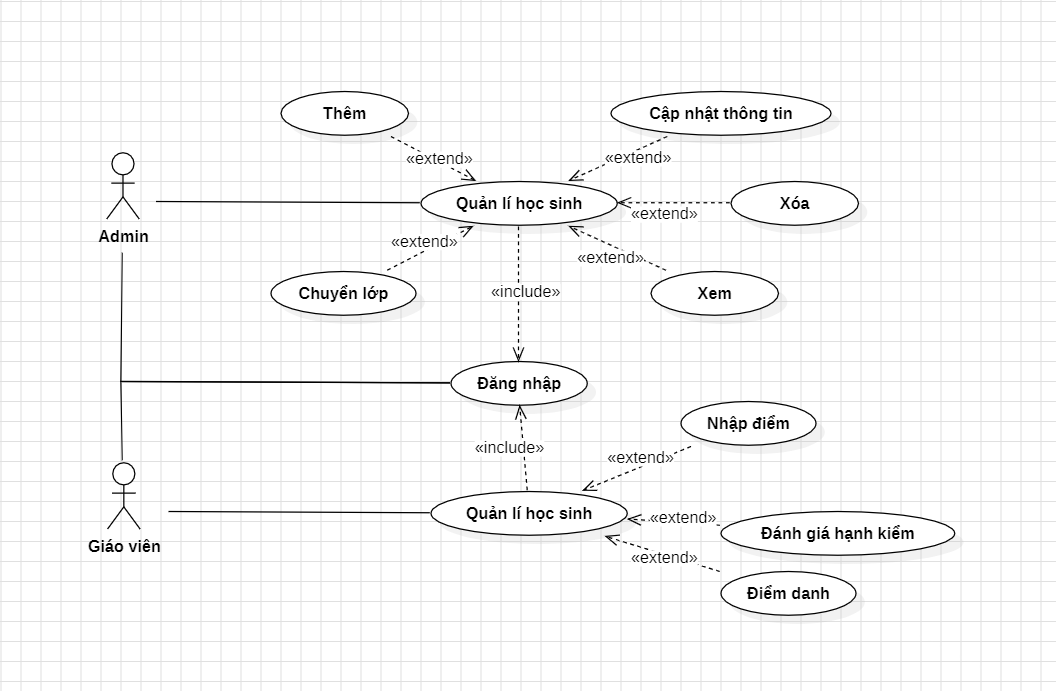 Thêm
Cập nhật thông tin
«extend»
«extend»
Admin
Quản lí học sinh
«extend»
Xóa
«extend»
«extend»
Chuyển lớp
«include»
Xem
Đăng nhập
Nhập điểm
«include»
«extend»
Giáo viên
Quản lí học sinh
«extend»
Đánh giá hạnh kiểm
«extend»
Điểm danh